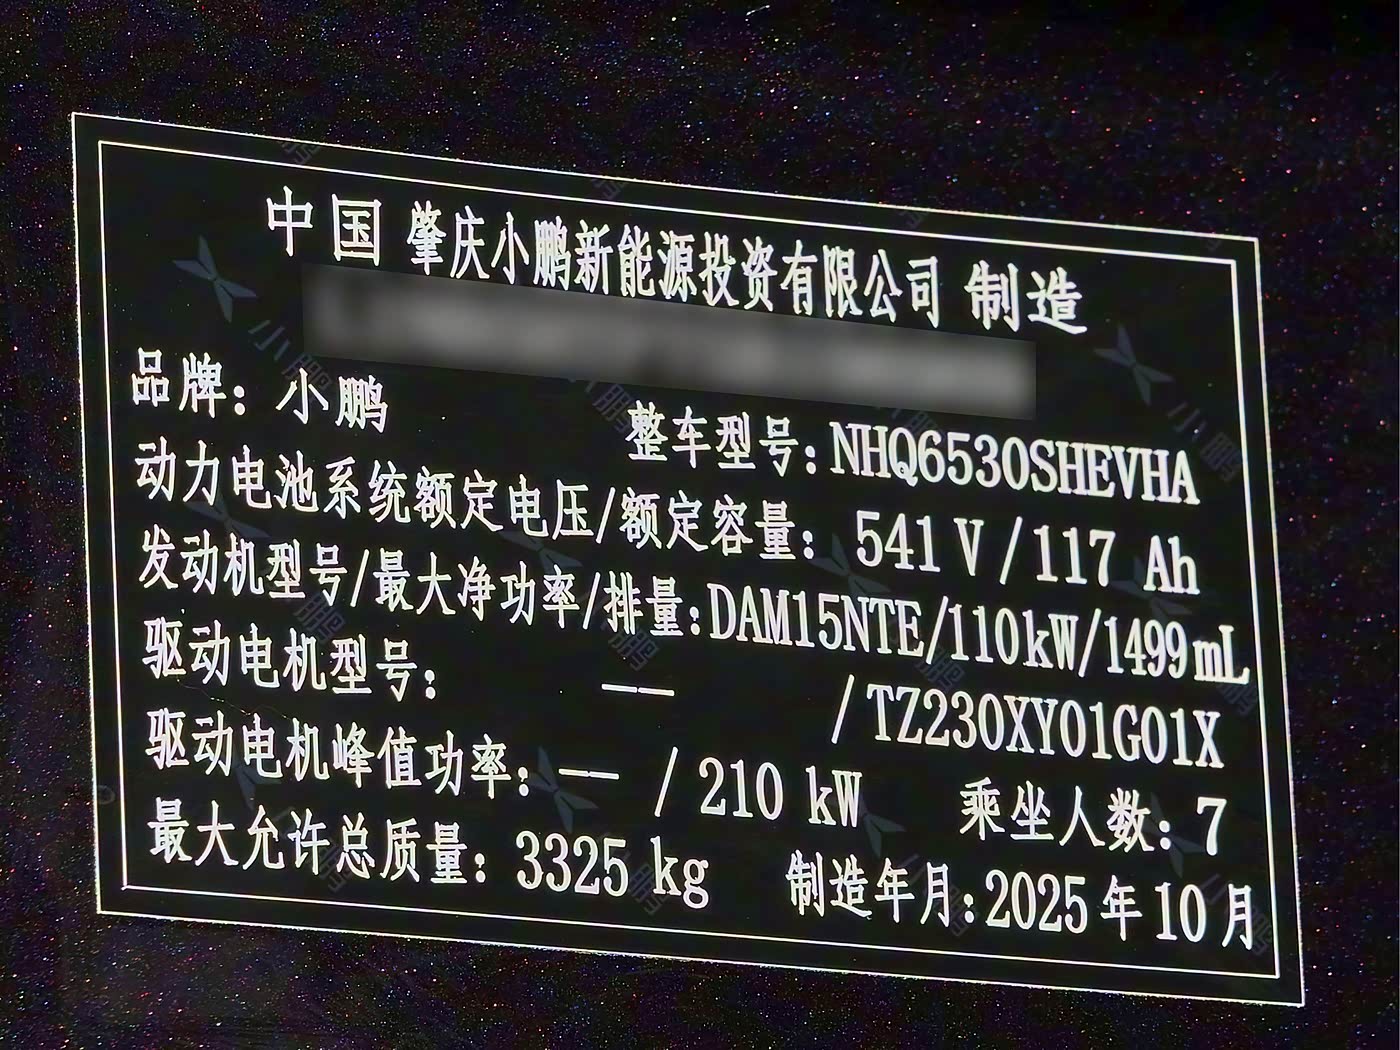 中国 肇庆小鹏新能源投资有限公司 制造
品牌：小鹏 整车型号：NHQ6530SHEVHA
动力电池系统额定电压/额定容量：541 V / 117 Ah
发动机型号/最大净功率/排量：DAM15NTE/110kW/1499mL
驱动电机型号： —— / TZ230XY01G01X
驱动电机峰值功率：—— / 210 kW 乘坐人数：7
最大允许总质量：3325 kg 制造年月：2025年10月